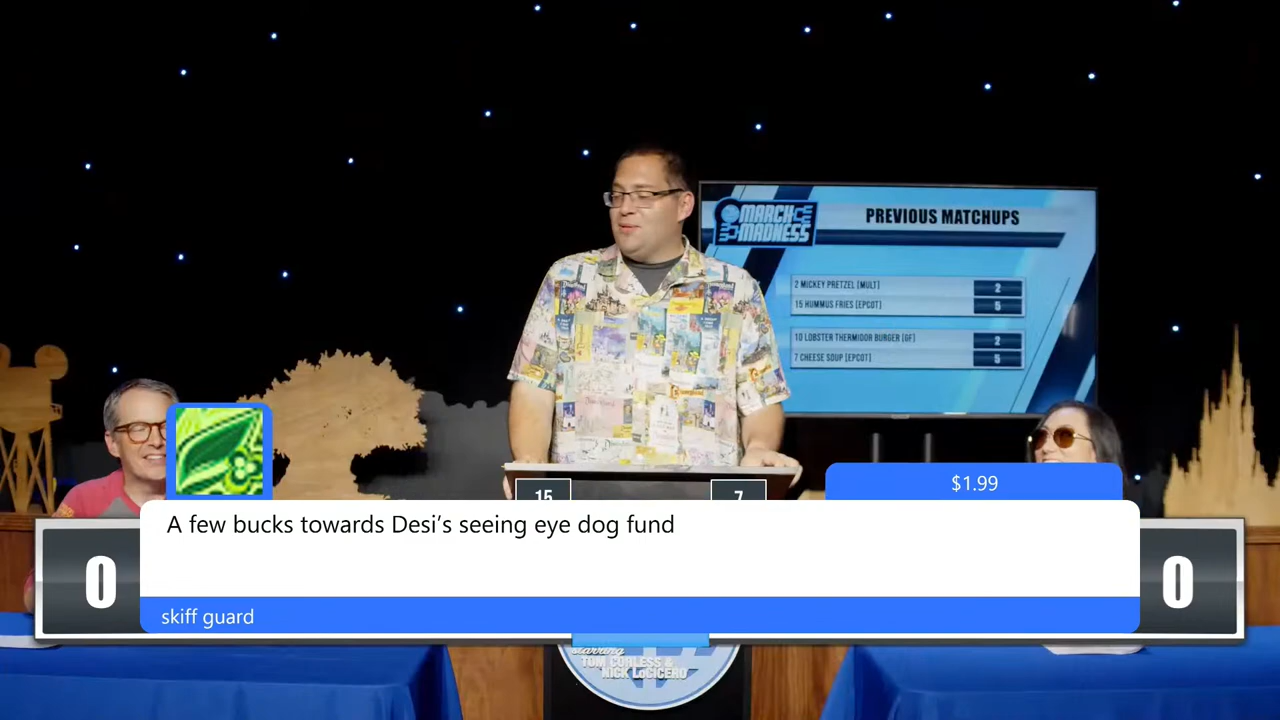 MARCH
MADNESS
PREVIOUS MATCHUPS
2 MICKEY PRETZEL [MULT] 2
15 HUMMUS FRIES [EPCOT] 5
10 LOBSTER THERMIDOR BURGER [GF] 2
7 CHEESE SOUP [EPCOT] 5
15 7
$1.99
A few bucks towards Desi's seeing eye dog fund
skiff guard
0 0
starring
TOM CORLESS &
NICK LoCICERO